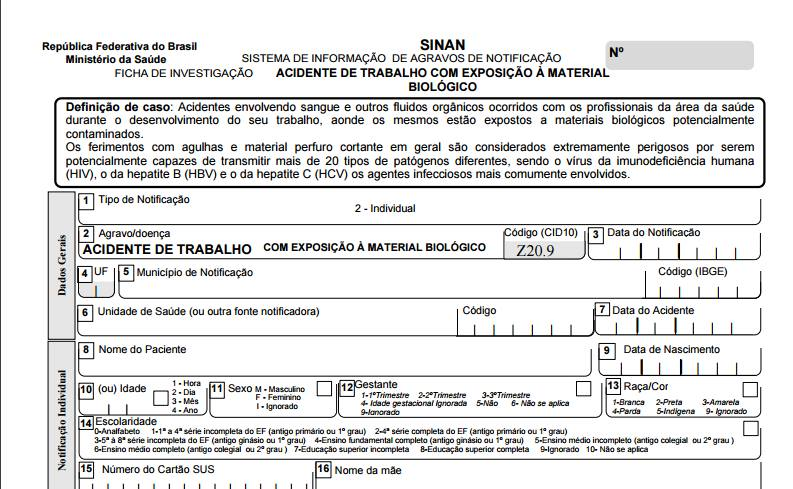 República Federativa do Brasil
Ministério da Saúde
SINAN
SISTEMA DE INFORMAÇÃO DE AGRAVOS DE NOTIFICAÇÃO
FICHA DE INVESTIGAÇÃO ACIDENTE DE TRABALHO COM EXPOSIÇÃO À MATERIAL
BIOLÓGICO
Nº
Definição de caso: Acidentes envolvendo sangue e outros fluidos orgânicos ocorridos com os profissionais da área da saúde
durante o desenvolvimento do seu trabalho, aonde os mesmos estão expostos a materiais biológicos potencialmente
contaminados.
Os ferimentos com agulhas e material perfuro cortante em geral são considerados extremamente perigosos por serem
potencialmente capazes de transmitir mais de 20 tipos de patógenos diferentes, sendo o vírus da imunodeficiência humana
(HIV), o da hepatite B (HBV) e o da hepatite C (HCV) os agentes infecciosos mais comumente envolvidos.
Dados Gerais
1 Tipo de Notificação
2 - Individual
2 Agravo/doença
ACIDENTE DE TRABALHO COM EXPOSIÇÃO À MATERIAL BIOLÓGICO
Código (CID10)
Z20.9
3 Data do Notificação
4 UF
5 Município de Notificação
Código (IBGE)
6 Unidade de Saúde (ou outra fonte notificadora)
Código
7 Data do Acidente
Notificação Individual
8 Nome do Paciente
9 Data de Nascimento
10 (ou) Idade
1 - Hora
2 - Dia
3 - Mês
4 - Ano
11 Sexo M - Masculino
F - Feminino
I - Ignorado
12 Gestante
1-1ºTrimestre 2-2ºTrimestre 3-3ºTrimestre
4- Idade gestacional Ignorada 5-Não 6- Não se aplica
9-Ignorado
13 Raça/Cor
1-Branca 2-Preta 3-Amarela
4-Parda 5-Indígena 9- Ignorado
14 Escolaridade
0-Analfabeto 1-1ª a 4ª série incompleta do EF (antigo primário ou 1º grau) 2-4ª série completa do EF (antigo primário ou 1º grau)
3-5ª à 8ª série incompleta do EF (antigo ginásio ou 1º grau) 4-Ensino fundamental completo (antigo ginásio ou 1º grau) 5-Ensino médio incompleto (antigo colegial ou 2º grau )
6-Ensino médio completo (antigo colegial ou 2º grau ) 7-Educação superior incompleta 8-Educação superior completa 9-Ignorado 10- Não se aplica
15 Número do Cartão SUS
16 Nome da mãe